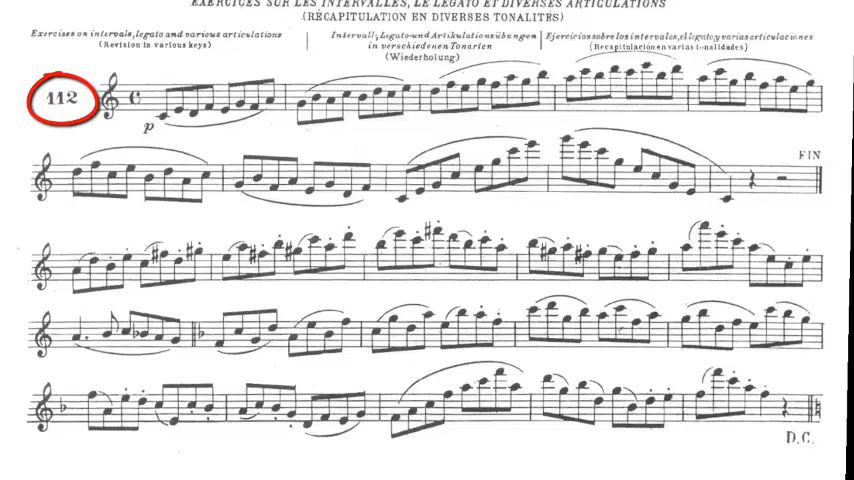 EXERCICES SUR LES INTERVALLES, LE LEGATO ET DIVERSES ARTICULATIONS
(RÉCAPITULATION EN DIVERSES TONALITÉS)
Exercises on intervals, legato and various articulations
(Revision in various keys)
Intervall, Legato- und Artikulationsübungen
in verschiedenen Tonarten
(Wiederholung)
Ejercicios sobre los intervalos, el legato y varias articulaciones
(Recapitulación en varias tonalidades)
112
p
FIN
D.C.